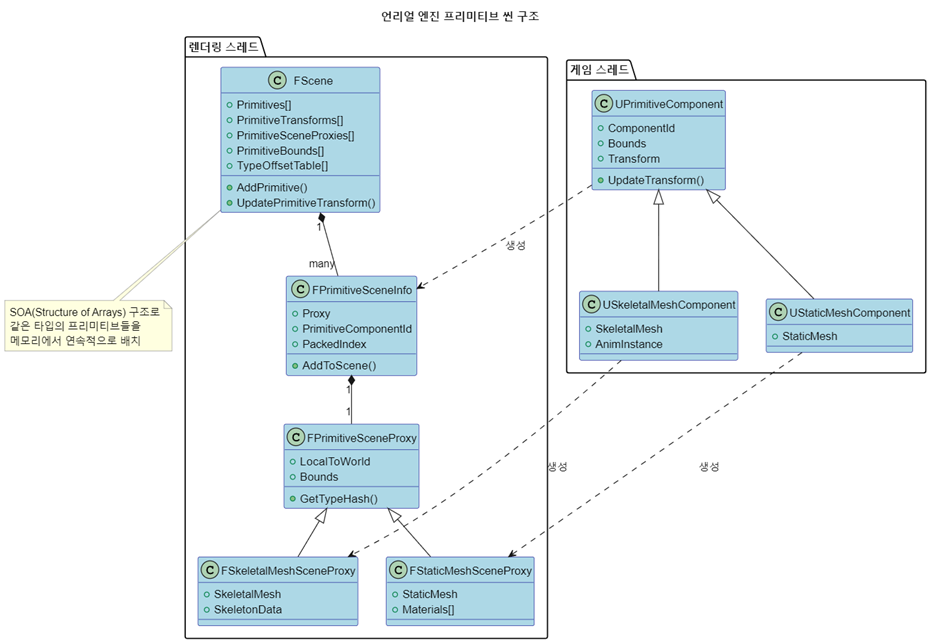 언리얼 엔진 프리미티브 씬 구조
렌더링 스레드
C FScene
Primitives[]
PrimitiveTransforms[]
PrimitiveSceneProxies[]
PrimitiveBounds[]
TypeOffsetTable[]
AddPrimitive()
UpdatePrimitiveTransform()
1
many
SOA(Structure of Arrays) 구조로
같은 타입의 프리미티브들을
메모리에서 연속적으로 배치
C FPrimitiveSceneInfo
Proxy
PrimitiveComponentId
PackedIndex
AddToScene()
1
1
C FPrimitiveSceneProxy
LocalToWorld
Bounds
GetTypeHash()
C FSkeletalMeshSceneProxy
SkeletalMesh
SkeletonData
C FStaticMeshSceneProxy
StaticMesh
Materials[]
게임 스레드
C UPrimitiveComponent
ComponentId
Bounds
Transform
UpdateTransform()
생성
C USkeletalMeshComponent
SkeletalMesh
AnimInstance
C UStaticMeshComponent
StaticMesh
생성
생성